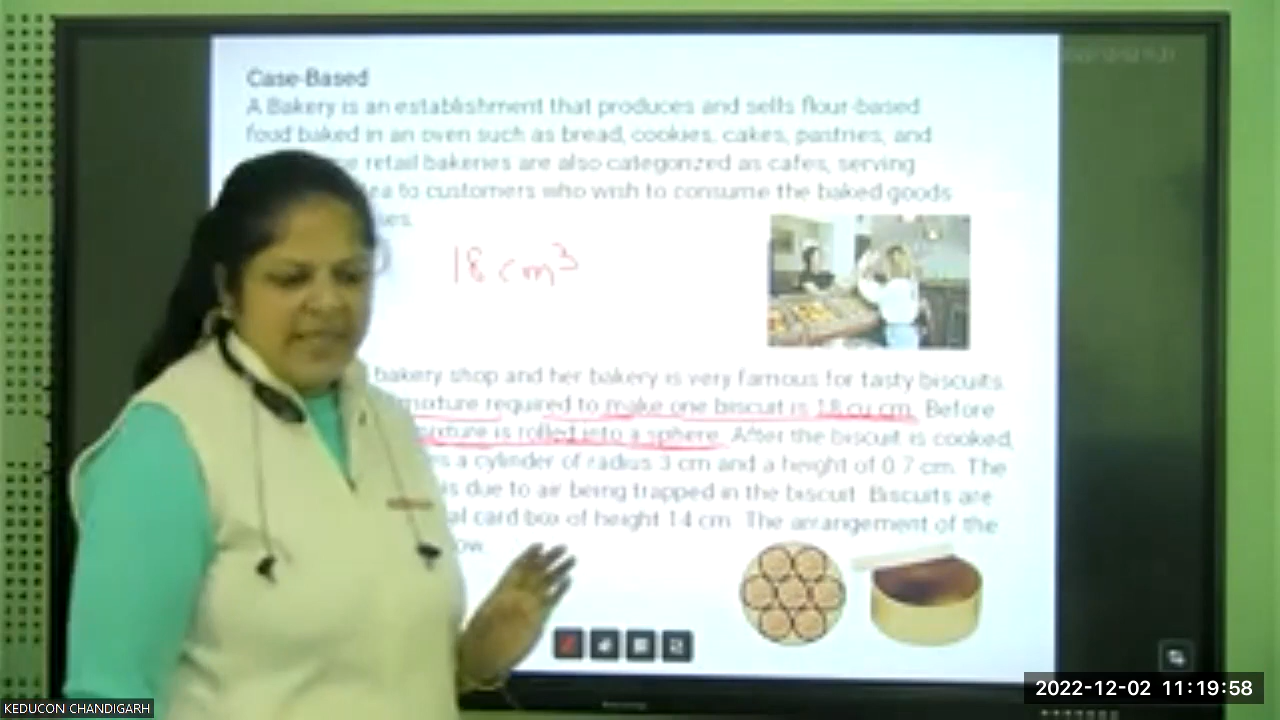 Case-Based
A Bakery is an establishment that produces and sells flour-based
food baked in an oven such as bread, cookies, cakes, pastries, and
retail bakeries are also categorized as cafes, serving
tea to customers who wish to consume the baked goods
18 cm³
bakery shop and her bakery is very famous for tasty biscuits.
mixture required to make one biscuit is 18 cu cm. Before
mixture is rolled into a sphere. After the biscuit is cooked,
a cylinder of radius 3 cm and a height of 0.7 cm. The
is due to air being trapped in the biscuit. Biscuits are
card box of height 14 cm. The arrangement of the
KEDUCON CHANDIGARH
2022-12-02 11:19:58